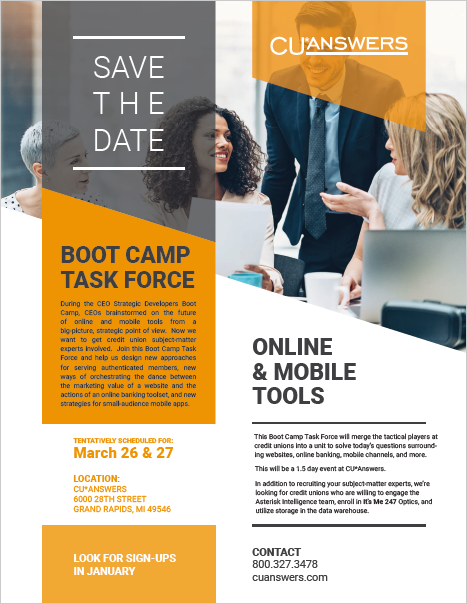 CU*ANSWERS
SAVE
THE
DATE
BOOT CAMP
TASK FORCE
During the CEO Strategic Developers Boot
Camp, CEOs brainstormed on the future
of online and mobile tools from a
big-picture, strategic point of view. Now we
want to get credit union subject-matter
experts involved. Join this Boot Camp Task
Force and help us design new approaches
for serving authenticated members, new
ways of orchestrating the dance between
the marketing value of a website and the
actions of an online banking toolset, and new
strategies for small-audience mobile apps.
TENTATIVELY SCHEDULED FOR:
March 26 & 27
LOCATION:
CU*ANSWERS
6000 28TH STREET
GRAND RAPIDS, MI 49546
LOOK FOR SIGN-UPS
IN JANUARY
ONLINE
& MOBILE
TOOLS
This Boot Camp Task Force will merge the tactical players at
credit unions into a unit to solve today's questions surround-
ing websites, online banking, mobile channels, and more.
This will be a 1.5 day event at CU*Answers.
In addition to recruiting your subject-matter experts, we're
looking for credit unions who are willing to engage the
Asterisk Intelligence team, enroll in It's Me 247 Optics, and
utilize storage in the data warehouse.
CONTACT
800.327.3478
cuanswers.com